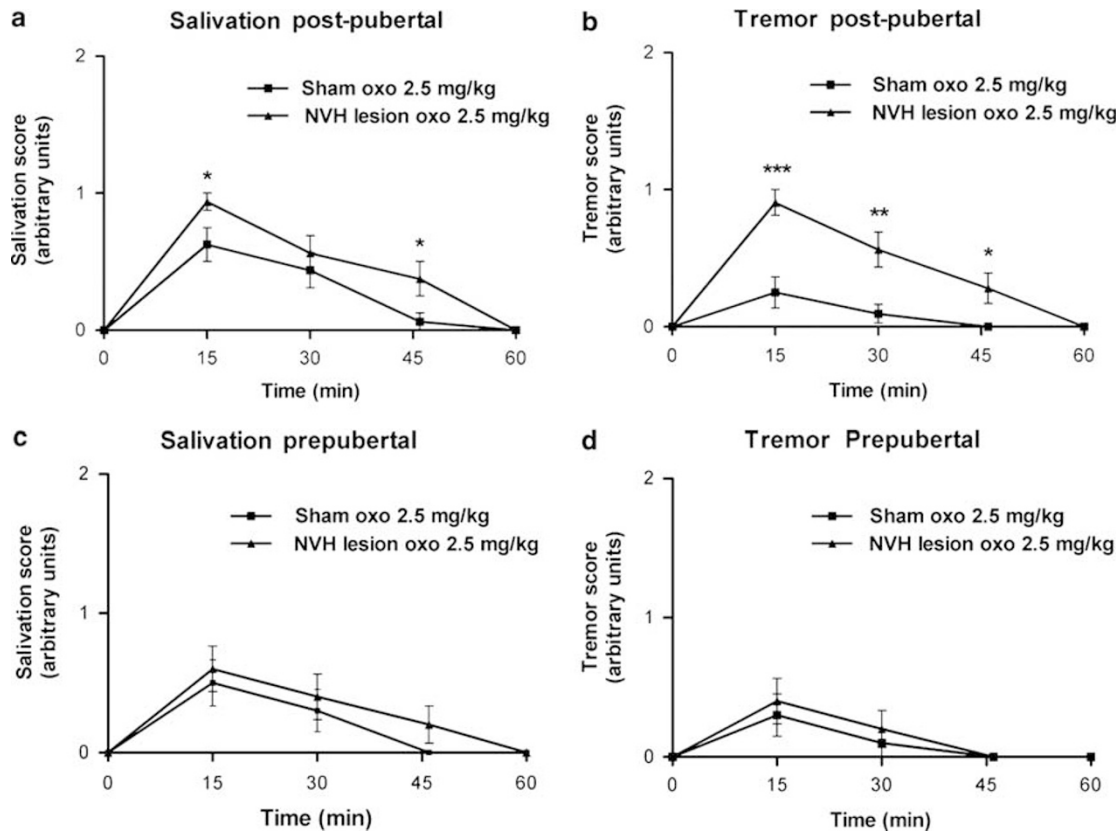 a
Salivation post-pubertal
2
1
0
Salivation score
(arbitrary units)
Sham oxo 2.5 mg/kg
NVH lesion oxo 2.5 mg/kg
*
*
0 15 30 45 60
Time (min)
b
Tremor post-pubertal
2
1
0
Tremor score
(arbitrary units)
Sham oxo 2.5 mg/kg
NVH lesion oxo 2.5 mg/kg
***
**
*
0 15 30 45 60
Time (min)
c
Salivation prepubertal
2
1
0
Salivation score
(arbitrary units)
Sham oxo 2.5 mg/kg
NVH lesion oxo 2.5 mg/kg
0 15 30 45 60
Time (min)
d
Tremor Prepubertal
2
1
0
Tremor score
(arbitrary units)
Sham oxo 2.5 mg/kg
NVH lesion oxo 2.5 mg/kg
0 15 30 45 60
Time (min)